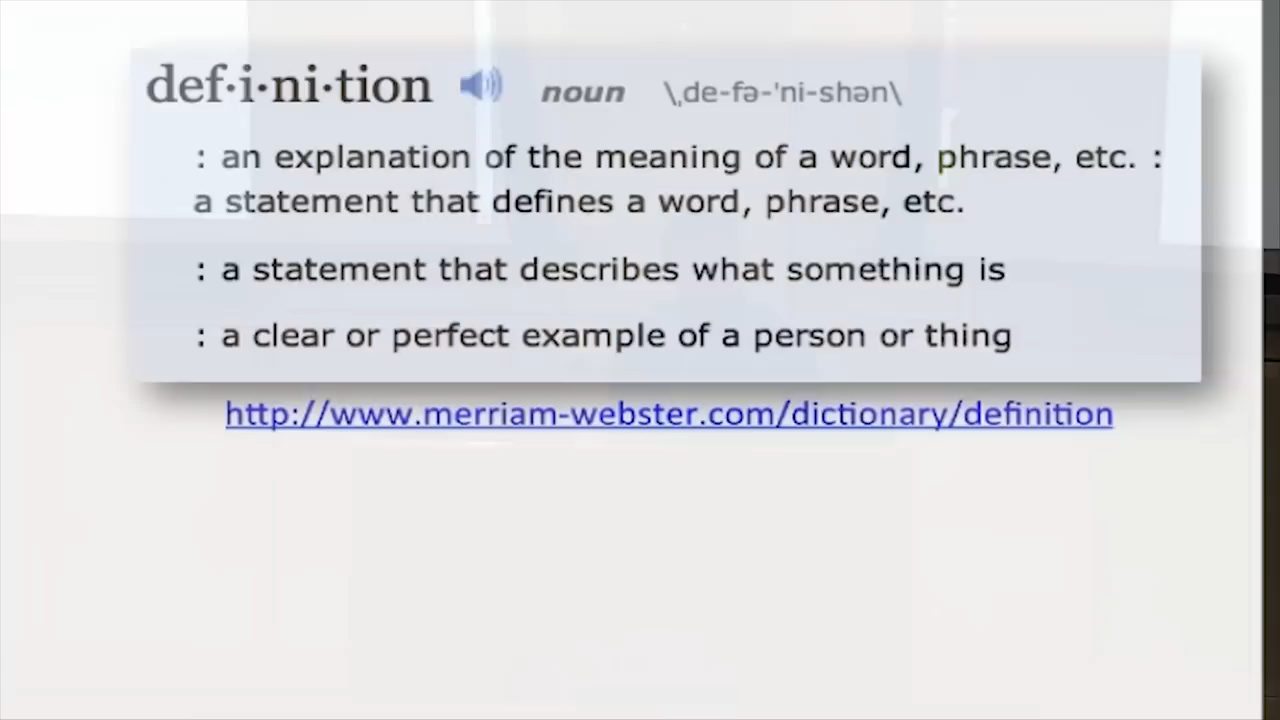 def·i·ni·tion noun \ˌde-fə-ˈni-shən\
: an explanation of the meaning of a word, phrase, etc. :
a statement that defines a word, phrase, etc.
: a statement that describes what something is
: a clear or perfect example of a person or thing
http://www.merriam-webster.com/dictionary/definition